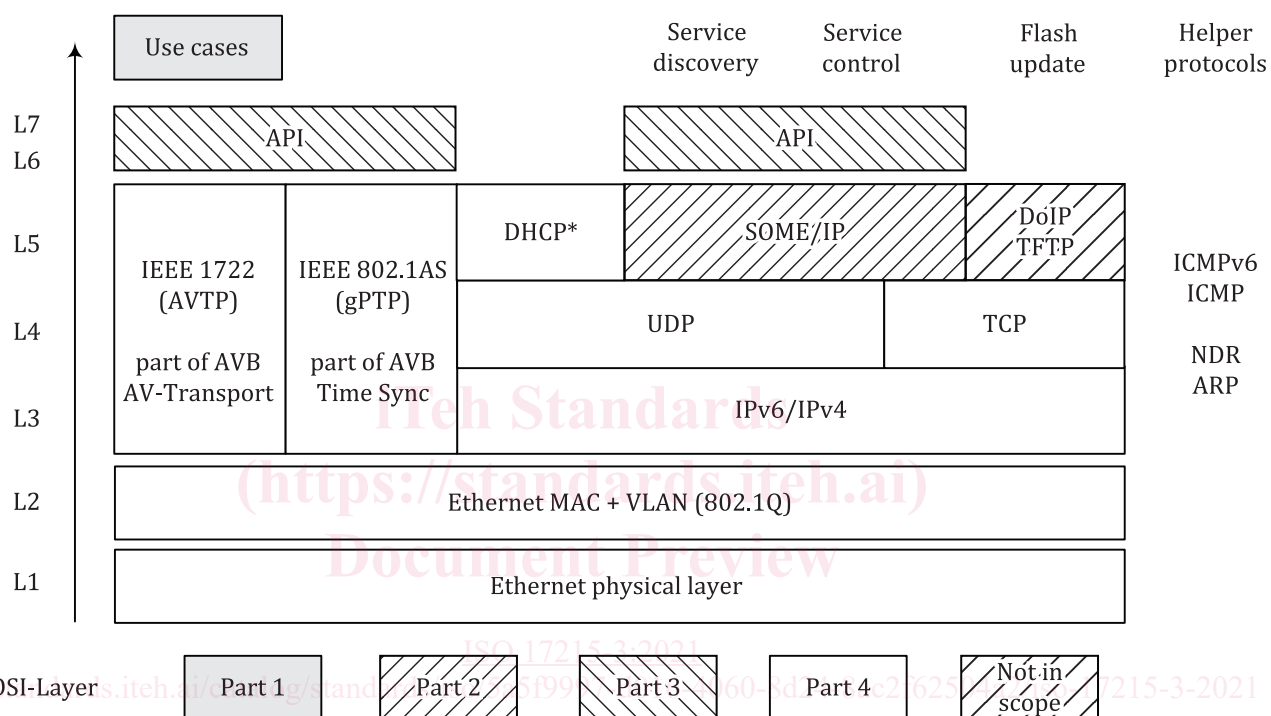 Use cases
Service
discovery
Service
control
Flash
update
Helper
protocols
L7
L6
API
API
L5
L4
L3
IEEE 1722
(AVTP)
part of AVB
AV-Transport
IEEE 802.1AS
(gPTP)
part of AVB
Time Sync
DHCP*
SOME/IP
DoIP
TFTP
UDP
TCP
IPv6/IPv4
ICMPv6
ICMP
NDR
ARP
iTeh Standards
(https://standards.iteh.ai)
Document Preview
L2
Ethernet MAC + VLAN (802.1Q)
L1
Ethernet physical layer
ISO 17215-3:2021
OSI-Layer
Part 1
Part 2
Part 3
Part 4
Not in
scope